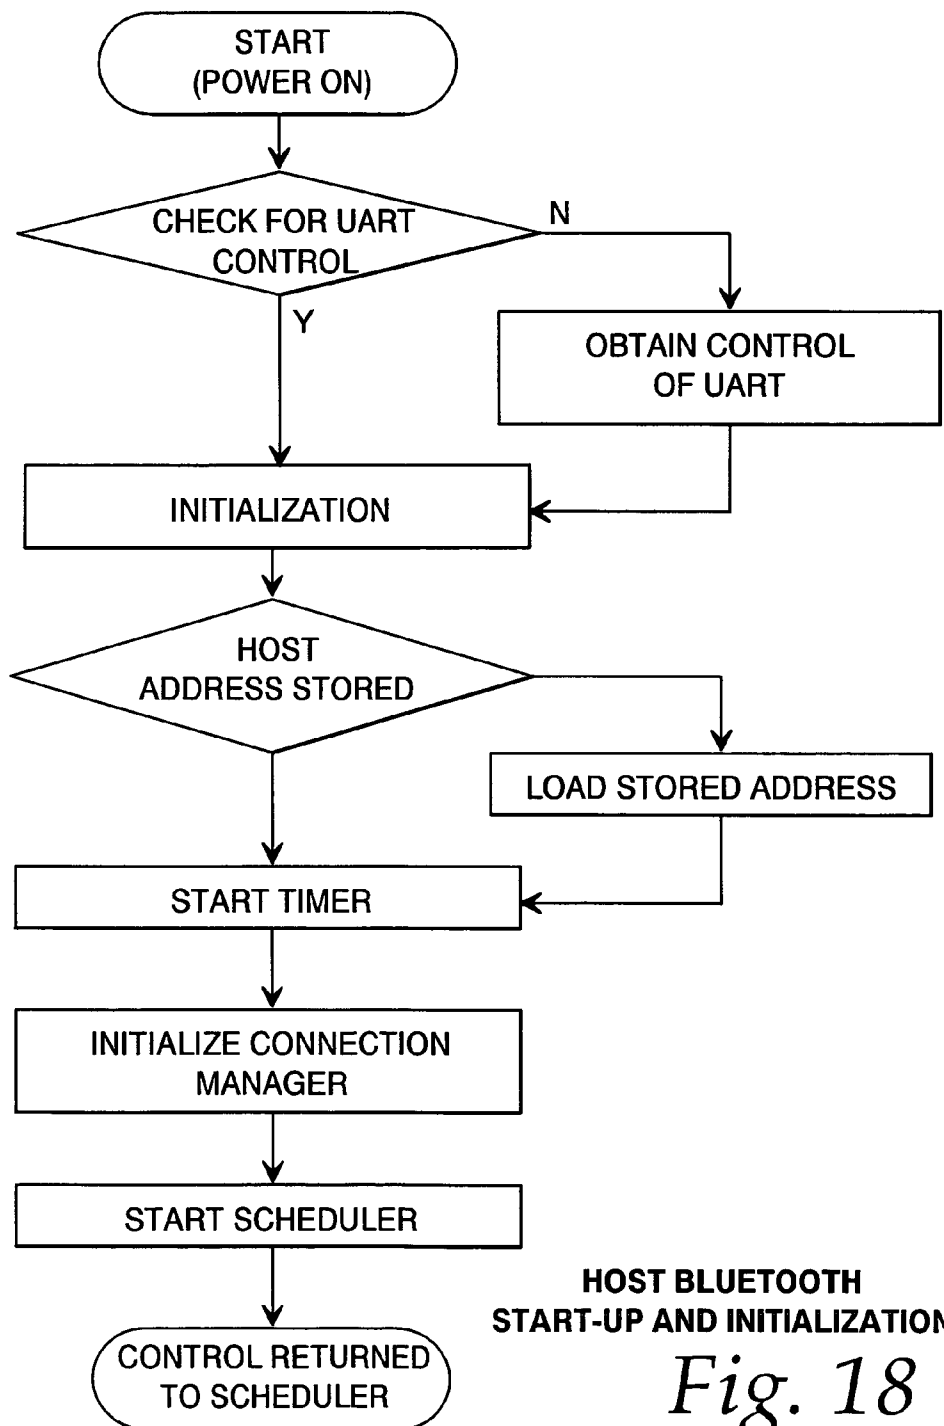 START
(POWER ON)
CHECK FOR UART
CONTROL
N
Y
OBTAIN CONTROL
OF UART
INITIALIZATION
HOST
ADDRESS STORED
LOAD STORED ADDRESS
START TIMER
INITIALIZE CONNECTION
MANAGER
START SCHEDULER
HOST BLUETOOTH
START-UP AND INITIALIZATION
CONTROL RETURNED
TO SCHEDULER
Fig. 18